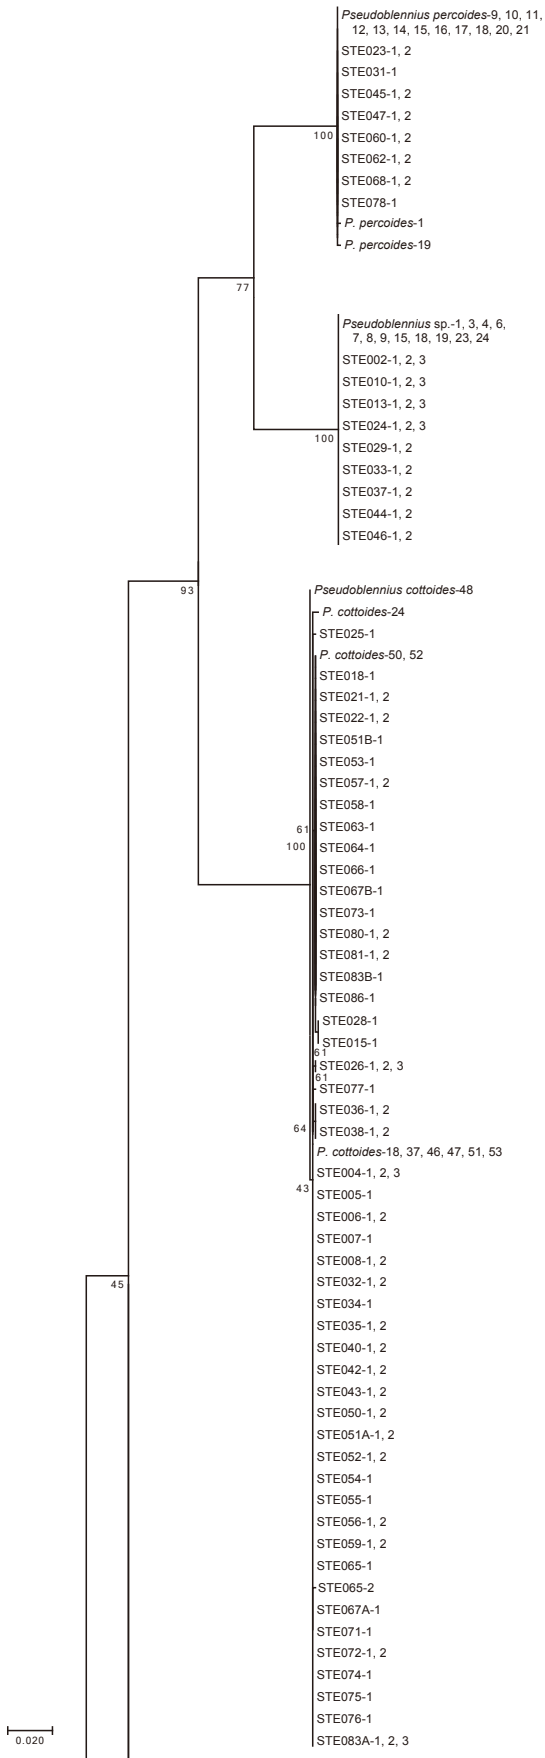 Pseudoblennius percoides-9, 10, 11,
12, 13, 14, 15, 16, 17, 18, 20, 21
STE023-1, 2
STE031-1
STE045-1, 2
STE047-1, 2
100
STE060-1, 2
STE062-1, 2
STE068-1, 2
STE078-1
P. percoides-1
P. percoides-19
77
Pseudoblennius sp.-1, 3, 4, 6,
7, 8, 9, 15, 18, 19, 23, 24
STE002-1, 2, 3
STE010-1, 2, 3
STE013-1, 2, 3
STE024-1, 2, 3
100
STE029-1, 2
STE033-1, 2
STE037-1, 2
STE044-1, 2
STE046-1, 2
93
Pseudoblennius cottoides-48
P. cottoides-24
STE025-1
P. cottoides-50, 52
STE018-1
STE021-1, 2
STE022-1, 2
STE051B-1
STE053-1
STE057-1, 2
STE058-1
61
STE063-1
100
STE064-1
STE066-1
STE067B-1
STE073-1
STE080-1, 2
STE081-1, 2
STE083B-1
STE086-1
STE028-1
STE015-1
61
STE026-1, 2, 3
61
STE077-1
STE036-1, 2
64
STE038-1, 2
P. cottoides-18, 37, 46, 47, 51, 53
STE004-1, 2, 3
43
STE005-1
STE006-1, 2
STE007-1
STE008-1, 2
45
STE032-1, 2
STE034-1
STE035-1, 2
STE040-1, 2
STE042-1, 2
STE043-1, 2
STE050-1, 2
STE051A-1, 2
STE052-1, 2
STE054-1
STE055-1
STE056-1, 2
STE059-1, 2
STE065-1
STE065-2
STE067A-1
STE071-1
STE072-1, 2
STE074-1
STE075-1
STE076-1
STE083A-1, 2, 3
0.020